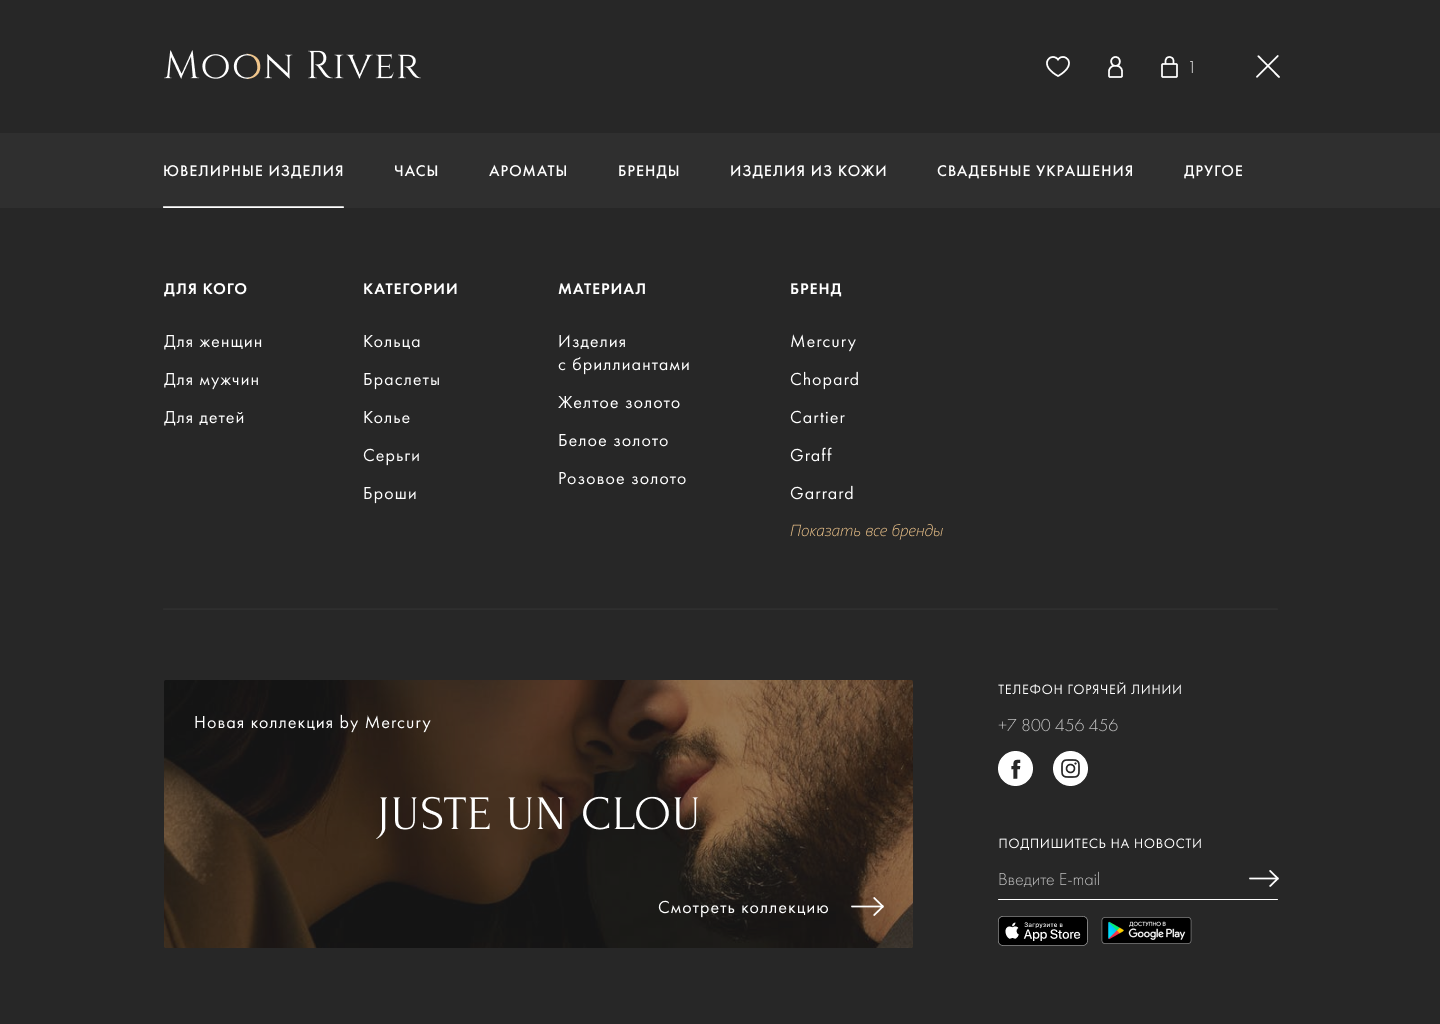 MOON RIVER
1
ЮВЕЛИРНЫЕ ИЗДЕЛИЯ
ЧАСЫ
АРОМАТЫ
БРЕНДЫ
ИЗДЕЛИЯ ИЗ КОЖИ
СВАДЕБНЫЕ УКРАШЕНИЯ
ДРУГОЕ
ДЛЯ КОГО
Для женщин
Для мужчин
Для детей
КАТЕГОРИИ
Кольца
Браслеты
Колье
Серьги
Броши
МАТЕРИАЛ
Изделия
с бриллиантами
Желтое золото
Белое золото
Розовое золото
БРЕНД
Mercury
Chopard
Cartier
Graff
Garrard
Показать все бренды
Новая коллекция by Mercury
JUSTE UN CLOU
Смотреть коллекцию
ТЕЛЕФОН ГОРЯЧЕЙ ЛИНИИ
+7 800 456 456
ПОДПИШИТЕСЬ НА НОВОСТИ
Введите E-mail
Загрузите в
App Store
ДОСТУПНО В
Google Play